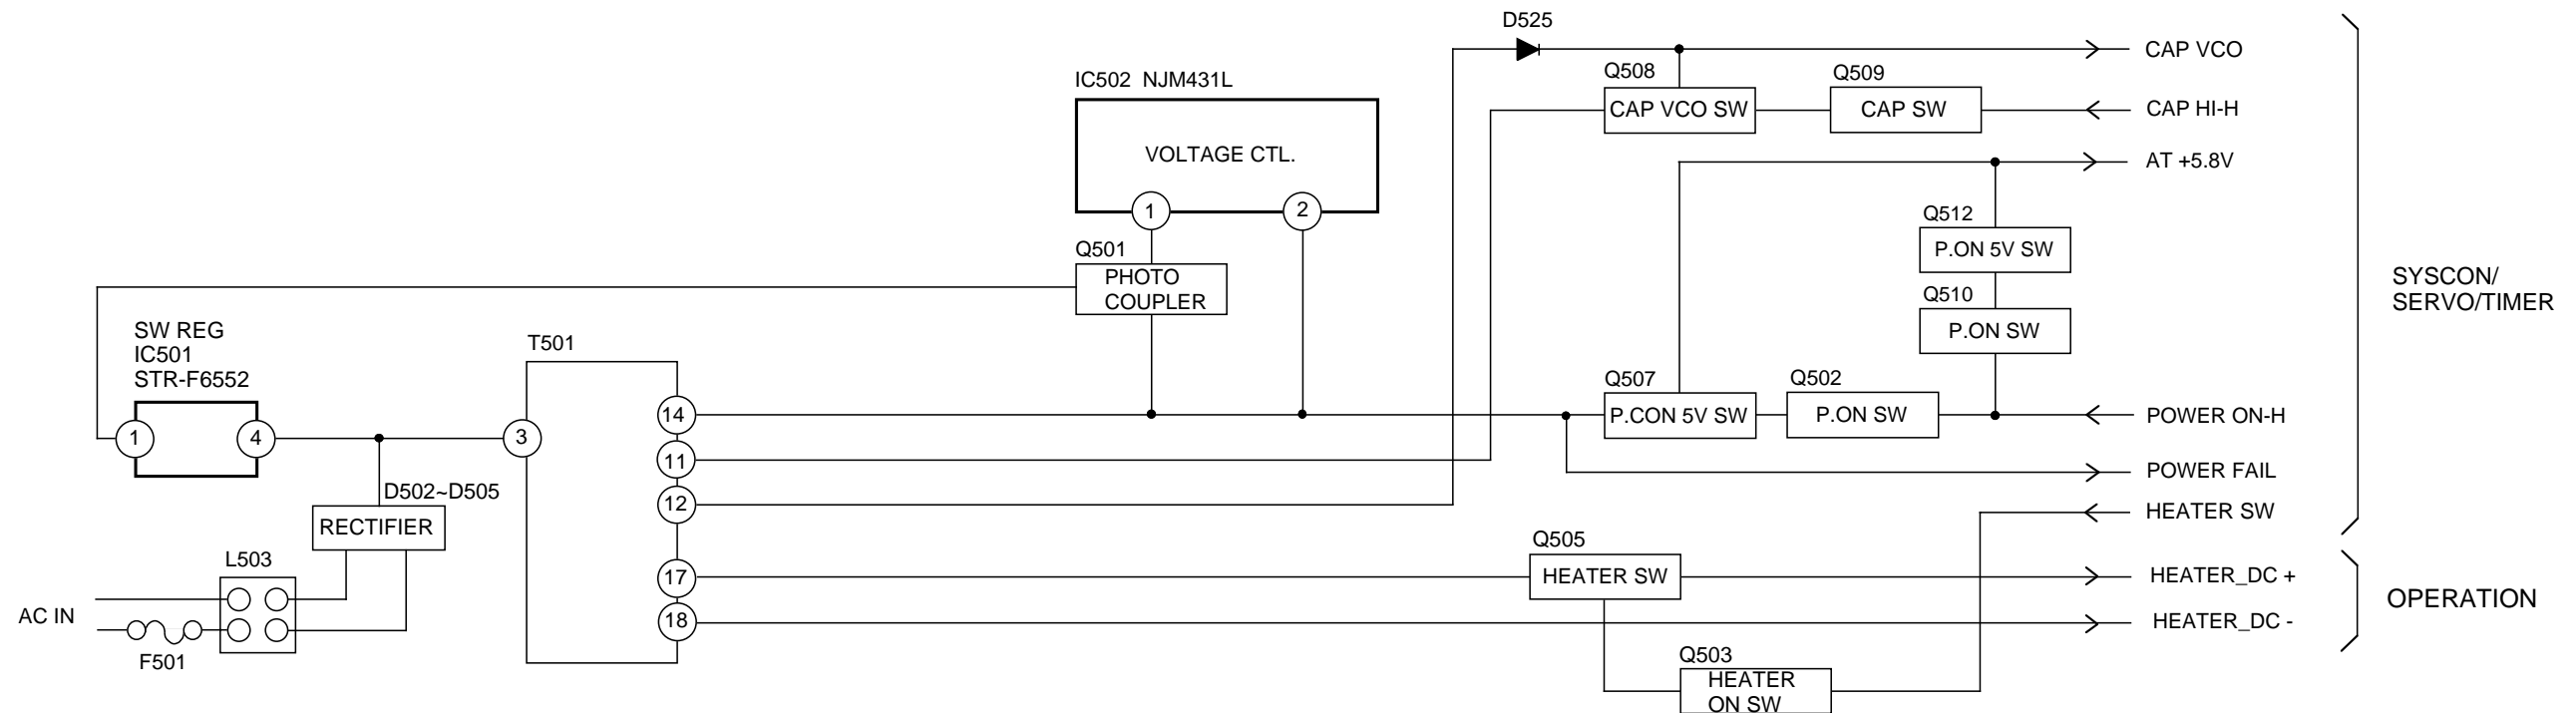 D525
CAP VCO
IC502 NJM431L
Q508
Q509
CAP VCO SW
CAP SW
CAP HI-H
VOLTAGE CTL.
AT +5.8V
1
2
Q512
P.ON 5V SW
Q501
PHOTO
COUPLER
SYSCON/
SERVO/TIMER
Q510
P.ON SW
SW REG
IC501
STR-F6552
T501
Q507
Q502
14
P.CON 5V SW
P.ON SW
POWER ON-H
1
4
3
11
POWER FAIL
D502~D505
12
HEATER SW
RECTIFIER
Q505
L503
17
HEATER SW
HEATER_DC +
OPERATION
AC IN
18
HEATER_DC -
F501
Q503
HEATER
ON SW